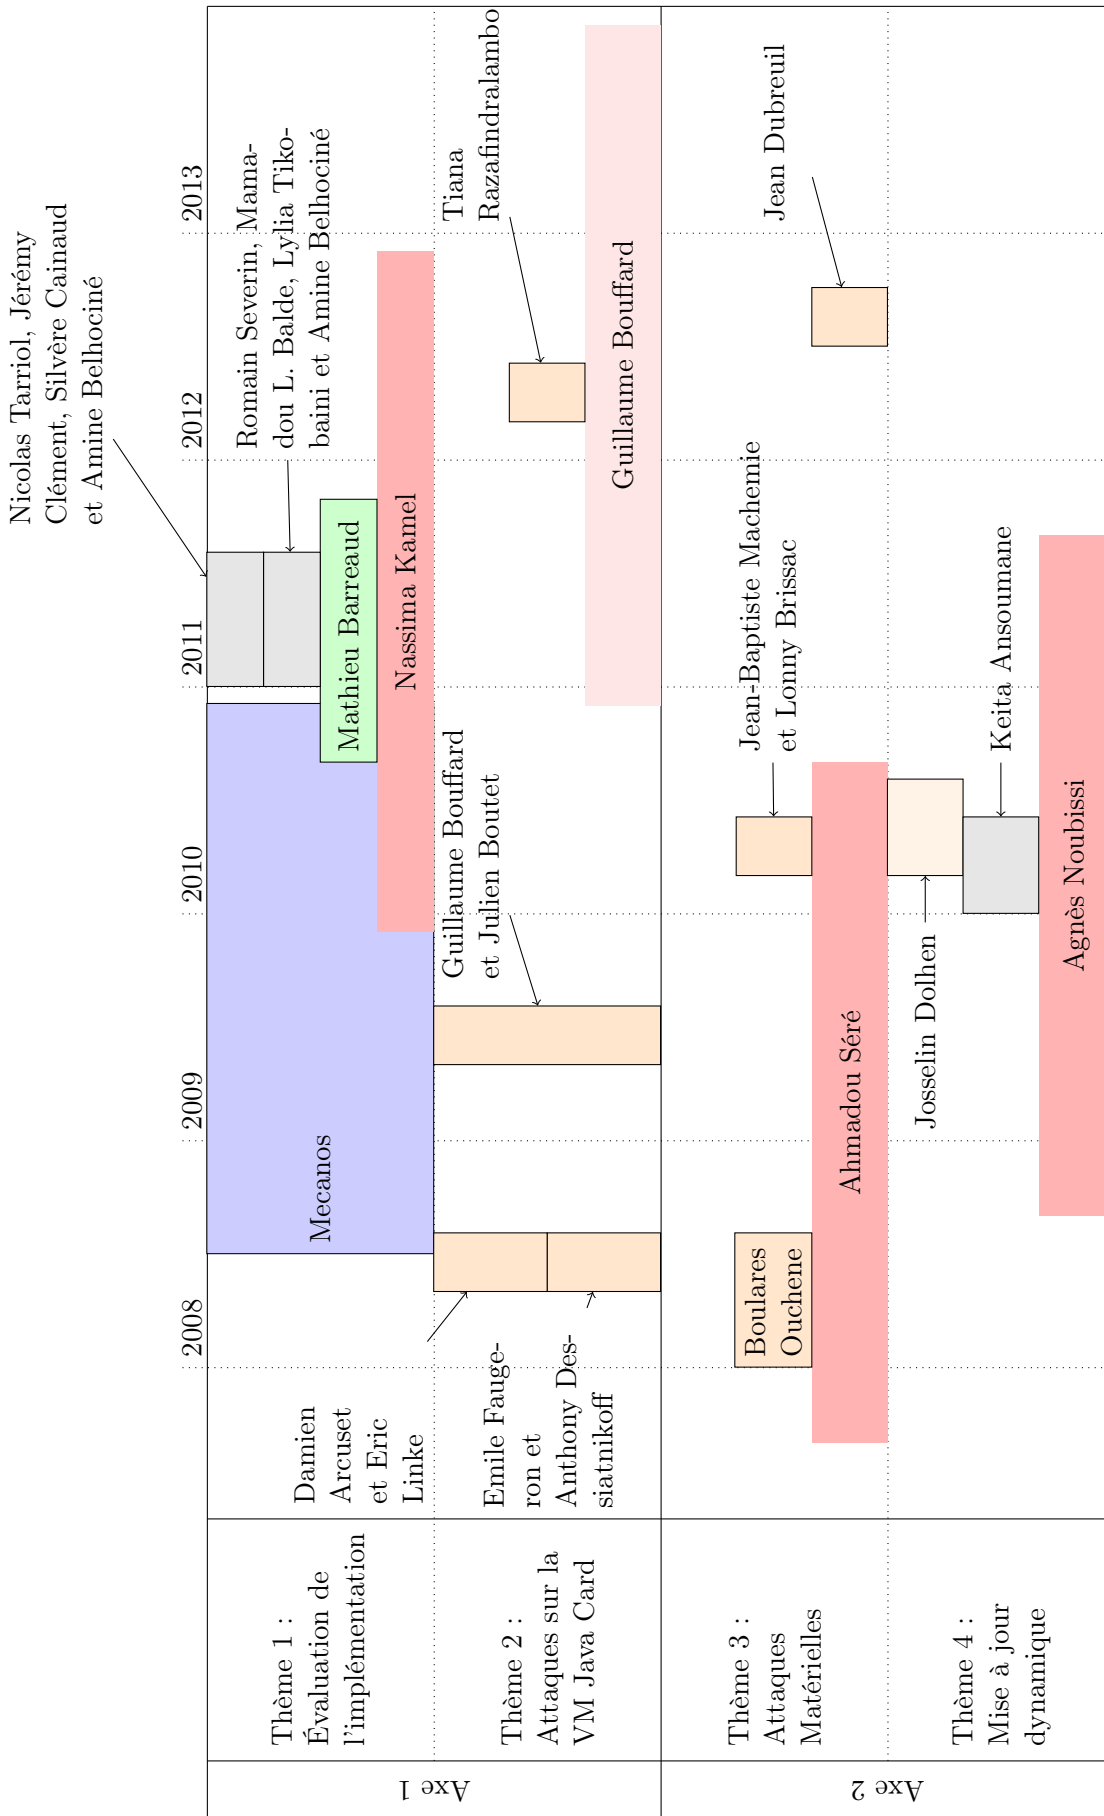 2008
2009
2010
2011
2012
2013
Axe 1
Thème 1 :
Évaluation de
l'implémentation
Mecanos
Nicolas Tarriol, Jérémy
Clément, Silvère Cainaud
et Amine Belhociné
Romain Severin, Mama-
dou L. Balde, Lylia Tiko-
baini et Amine Belhociné
Mathieu Barreaud
Nassima Kamel
Damien
Arcuset
et Eric
Linke
Thème 2 :
Attaques sur la
VM Java Card
Emile Fauge-
ron et
Anthony Des-
siatnikoff
Guillaume Bouffard
et Julien Boutet
Tiana
Razafindralambo
Guillaume Bouffard
Axe 2
Thème 3 :
Attaques
Matérielles
Boulares
Ouchene
Jean-Baptiste Machemie
et Lonny Brissac
Jean Dubreuil
Ahmadou Séré
Thème 4 :
Mise à jour
dynamique
Josselin Dolhen
Keita Ansoumane
Agnès Noubissi